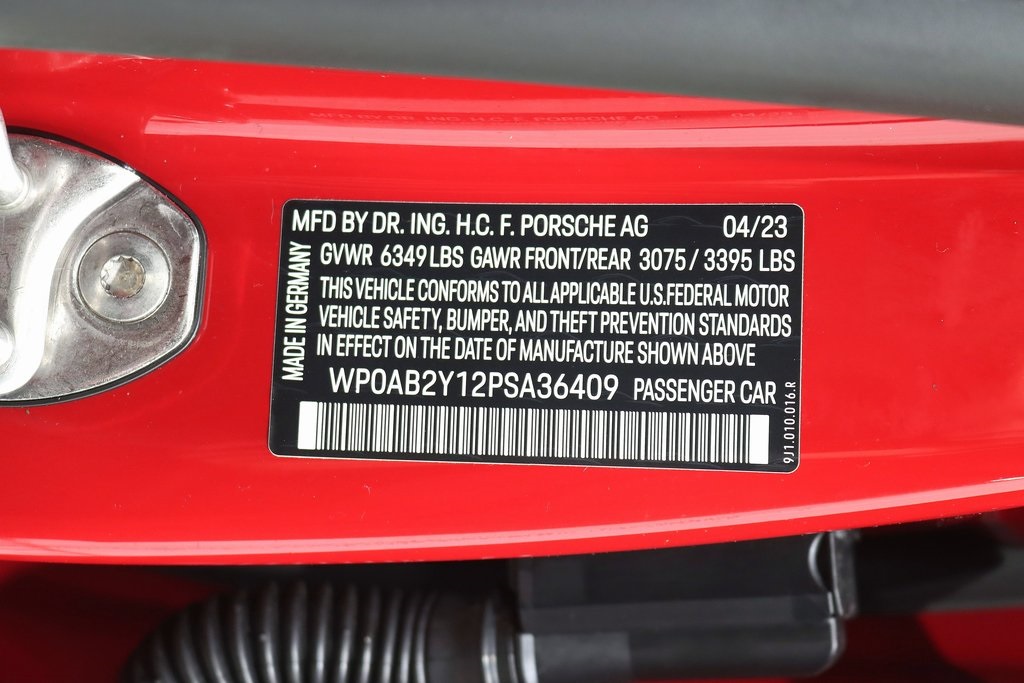 MFD BY DR. ING. H.C. F. PORSCHE AG 04/23
GVWR 6349 LBS GAWR FRONT/REAR 3075 / 3395 LBS
THIS VEHICLE CONFORMS TO ALL APPLICABLE U.S. FEDERAL MOTOR
VEHICLE SAFETY, BUMPER, AND THEFT PREVENTION STANDARDS
IN EFFECT ON THE DATE OF MANUFACTURE SHOWN ABOVE
WP0AB2Y12PSA36409 PASSENGER CAR
MADE IN GERMANY
9J1.010.016.R